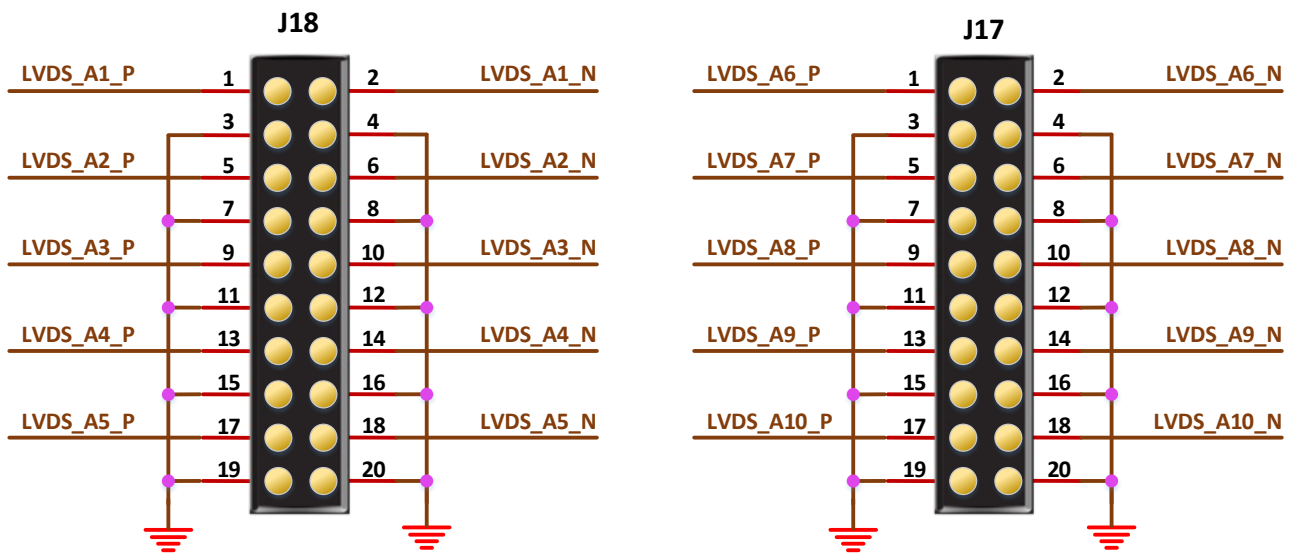 J18
LVDS_A1_P 1 2 LVDS_A1_N
3 4
LVDS_A2_P 5 6 LVDS_A2_N
7 8
LVDS_A3_P 9 10 LVDS_A3_N
11 12
LVDS_A4_P 13 14 LVDS_A4_N
15 16
LVDS_A5_P 17 18 LVDS_A5_N
19 20
J17
LVDS_A6_P 1 2 LVDS_A6_N
3 4
LVDS_A7_P 5 6 LVDS_A7_N
7 8
LVDS_A8_P 9 10 LVDS_A8_N
11 12
LVDS_A9_P 13 14 LVDS_A9_N
15 16
LVDS_A10_P 17 18 LVDS_A10_N
19 20